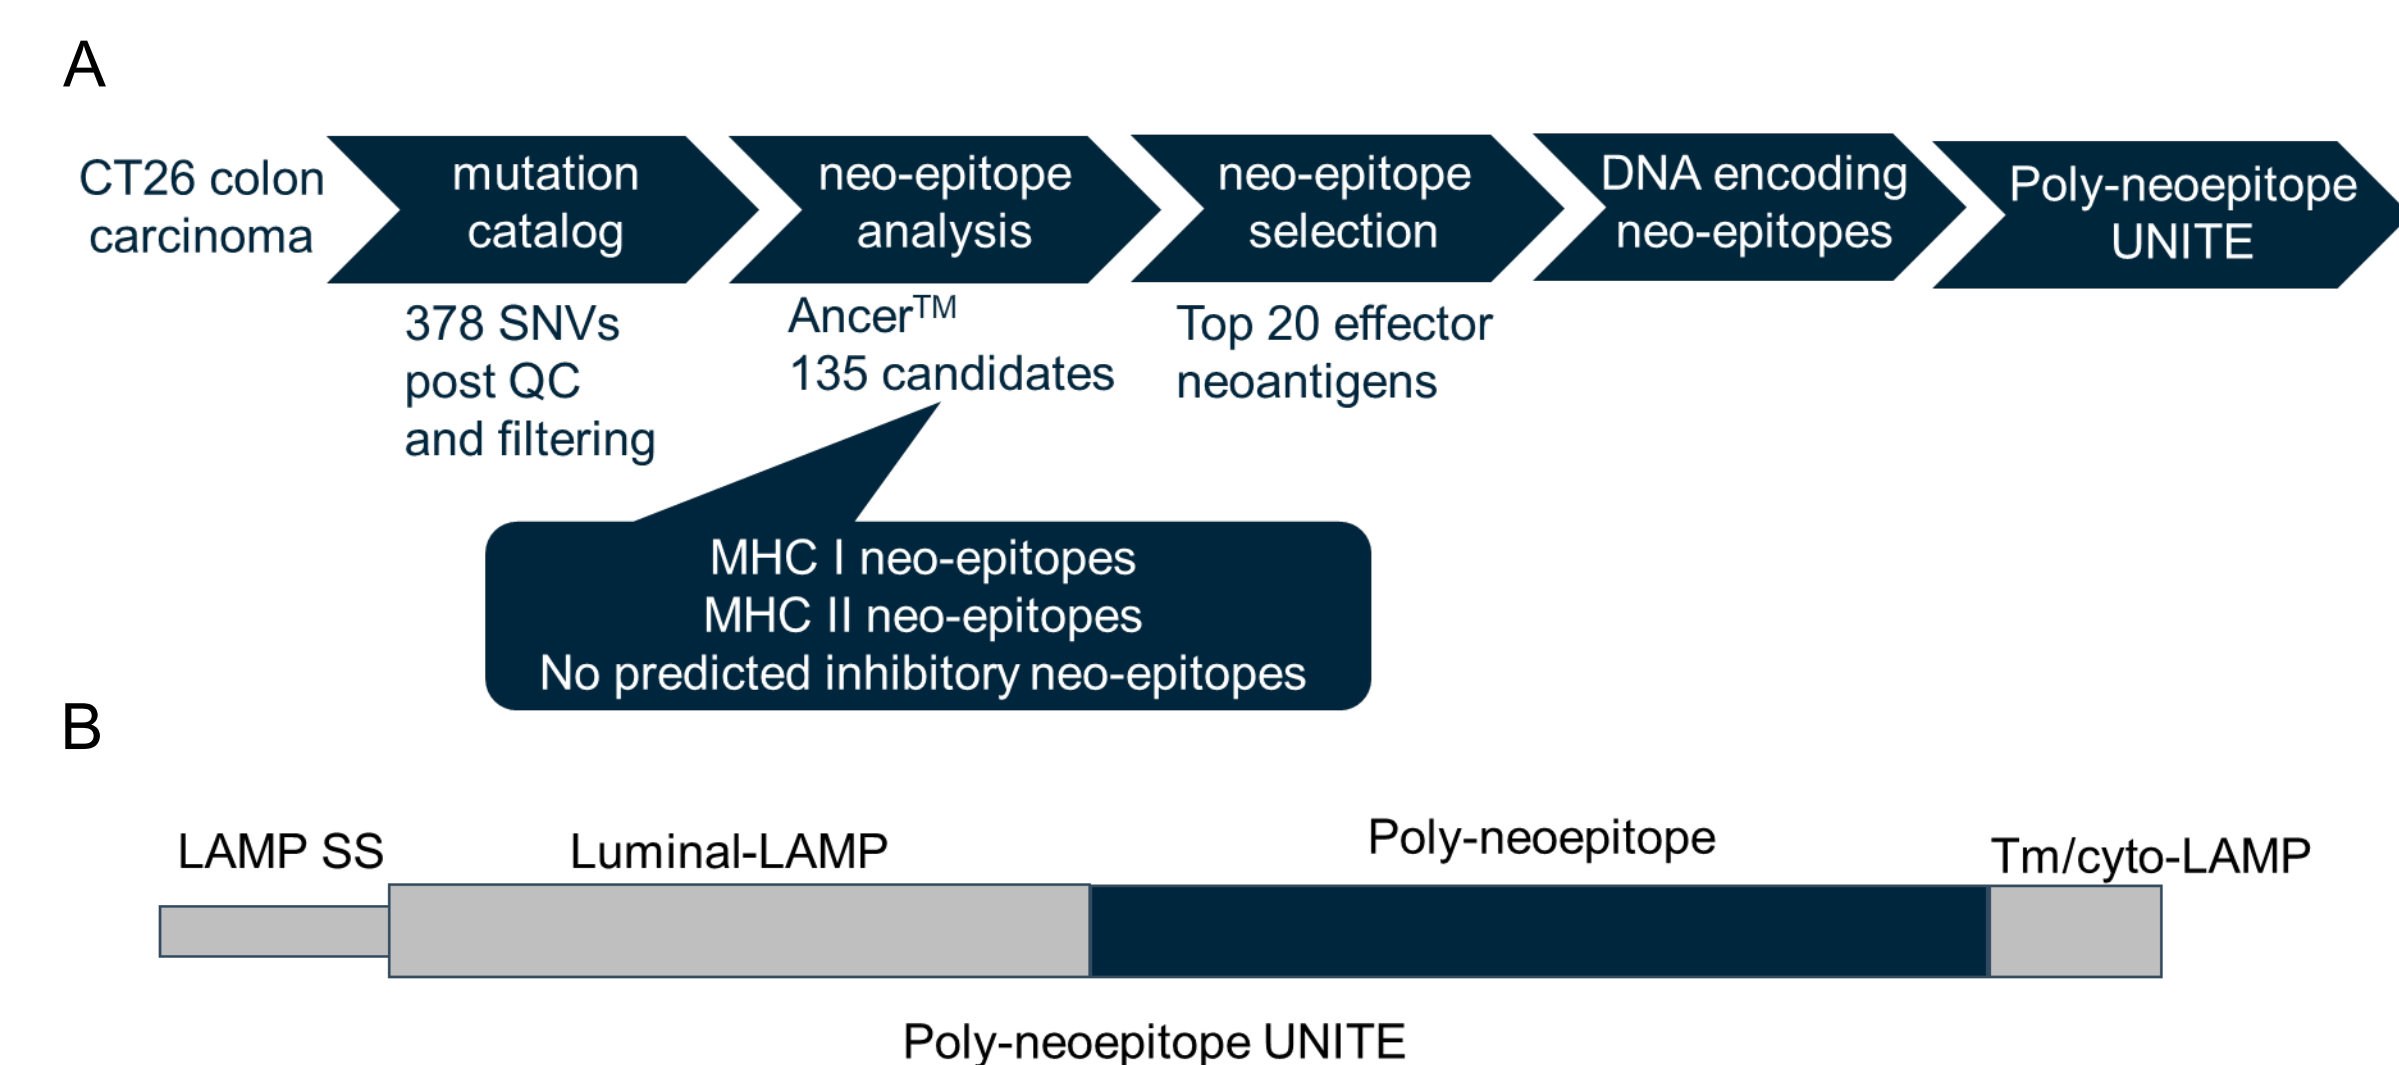 A
CT26 colon
carcinoma
mutation
catalog
neo-epitope
analysis
neo-epitope
selection
DNA encoding
neo-epitopes
Poly-neoepitope
UNITE
378 SNVs
post QC
and filtering
Ancer™
135 candidates
Top 20 effector
neoantigens
MHC I neo-epitopes
MHC II neo-epitopes
No predicted inhibitory neo-epitopes
B
LAMP SS
Luminal-LAMP
Poly-neoepitope
Tm/cyto-LAMP
Poly-neoepitope UNITE